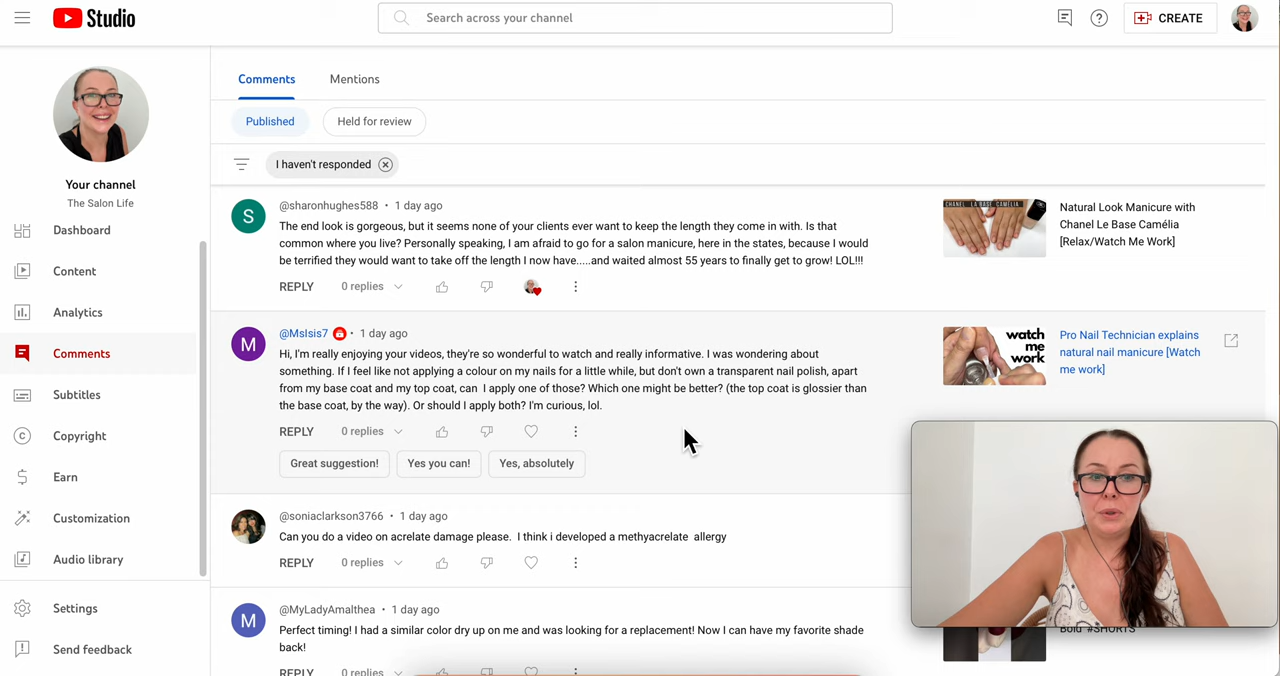 Studio
Search across your channel
CREATE
Your channel
The Salon Life
Dashboard
Content
Analytics
Comments
Subtitles
Copyright
Earn
Customization
Audio library
Settings
Send feedback
Comments
Mentions
Published
Held for review
I haven't responded
S
@sharonhughes588 • 1 day ago
The end look is gorgeous, but it seems none of your clients ever want to keep the length they come in with. Is that
common where you live? Personally speaking, I am afraid to go for a salon manicure, here in the states, because I would
be terrified they would want to take off the length I now have.....and waited almost 55 years to finally get to grow! LOL!!!
REPLY 0 replies
CHANEL LA BASE CAMÉLIA
Natural Look Manicure with
Chanel Le Base Camélia
[Relax/Watch Me Work]
M
@MsIsis7 • 1 day ago
Hi, I'm really enjoying your videos, they're so wonderful to watch and really informative. I was wondering about
something. If I feel like not applying a colour on my nails for a little while, but don't own a transparent nail polish, apart
from my base coat and my top coat, can I apply one of those? Which one might be better? (the top coat is glossier than
the base coat, by the way). Or should I apply both? I'm curious, lol.
REPLY 0 replies
Great suggestion! Yes you can! Yes, absolutely
watch
me
work
Pro Nail Technician explains
natural nail manicure [Watch
me work]
@soniaclarkson3766 • 1 day ago
Can you do a video on acrelate damage please. I think i developed a methyacrelate allergy
REPLY 0 replies
M
@MyLadyAmalthea • 1 day ago
Perfect timing! I had a similar color dry up on me and was looking for a replacement! Now I can have my favorite shade
back!
REPLY 0 replies
Bold #SHORTS